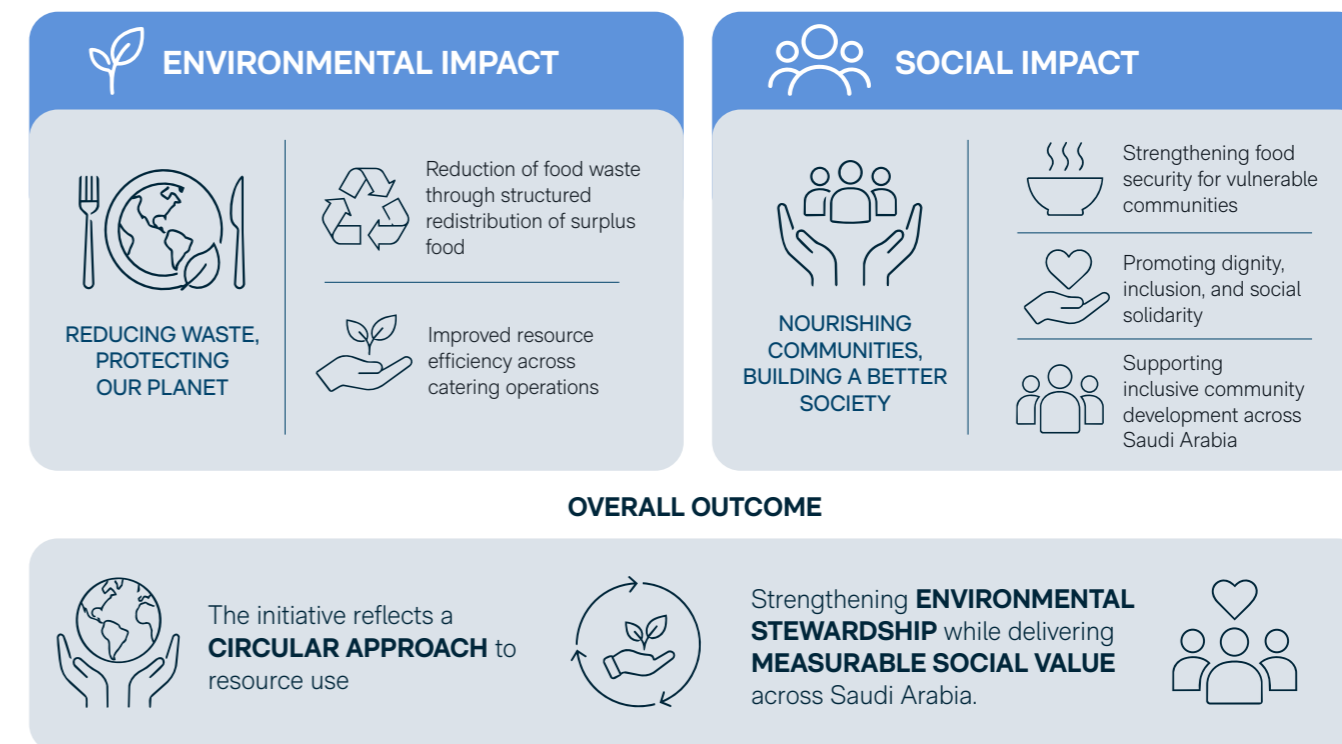 ENVIRONMENTAL IMPACT
REDUCING WASTE,
PROTECTING
OUR PLANET
Reduction of food waste
through structured
redistribution of surplus
food
Improved resource
efficiency across
catering operations
SOCIAL IMPACT
NOURISHING
COMMUNITIES,
BUILDING A BETTER
SOCIETY
Strengthening food
security for vulnerable
communities
Promoting dignity,
inclusion, and social
solidarity
Supporting
inclusive community
development across
Saudi Arabia
OVERALL OUTCOME
The initiative reflects a
CIRCULAR APPROACH to
resource use
Strengthening ENVIRONMENTAL
STEWARDSHIP while delivering
MEASURABLE SOCIAL VALUE
across Saudi Arabia.